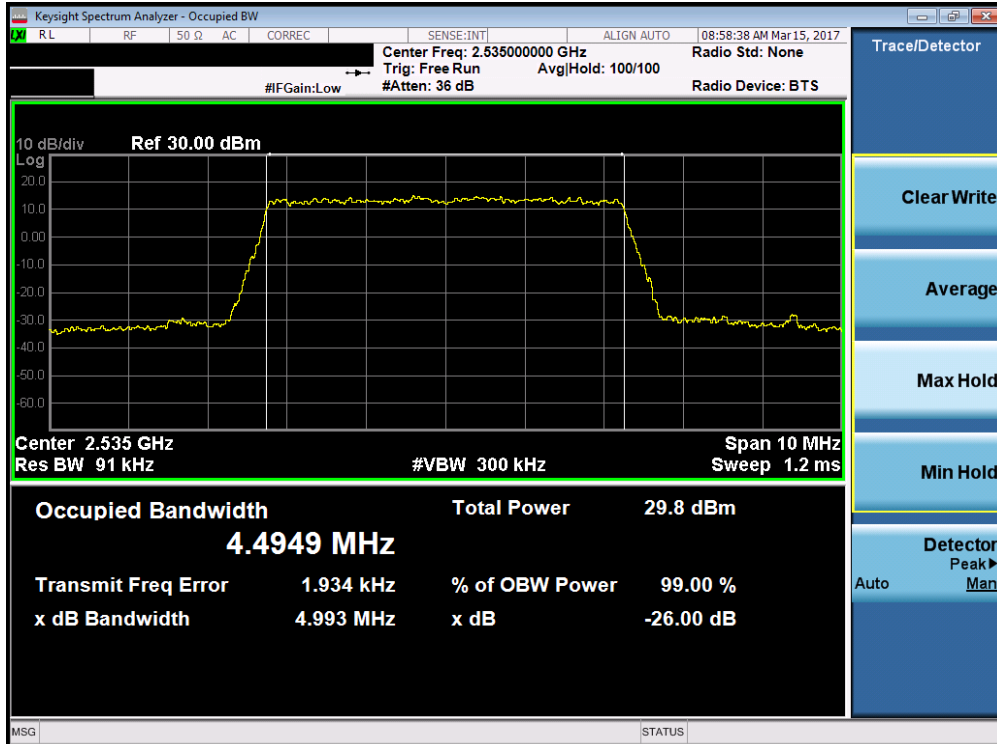 Keysight Spectrum Analyzer - Occupied BW
LXI RL RF 50 Ω AC CORREC SENSE:INT ALIGN AUTO 08:58:38 AM Mar 15, 2017
Center Freq: 2.535000000 GHz Radio Std: None
Trig: Free Run Avg|Hold: 100/100
#IFGain:Low #Atten: 36 dB Radio Device: BTS
10 dB/div Ref 30.00 dBm
Log
20.0
10.0
0.00
-10.0
-20.0
-30.0
-40.0
-50.0
-60.0
Center 2.535 GHz Span 10 MHz
Res BW 91 kHz #VBW 300 kHz Sweep 1.2 ms
Occupied Bandwidth Total Power 29.8 dBm
4.4949 MHz
Transmit Freq Error 1.934 kHz % of OBW Power 99.00 %
x dB Bandwidth 4.993 MHz x dB -26.00 dB
MSG STATUS
Trace/Detector
Clear Write
Average
Max Hold
Min Hold
Detector
Peak▶
Auto Man